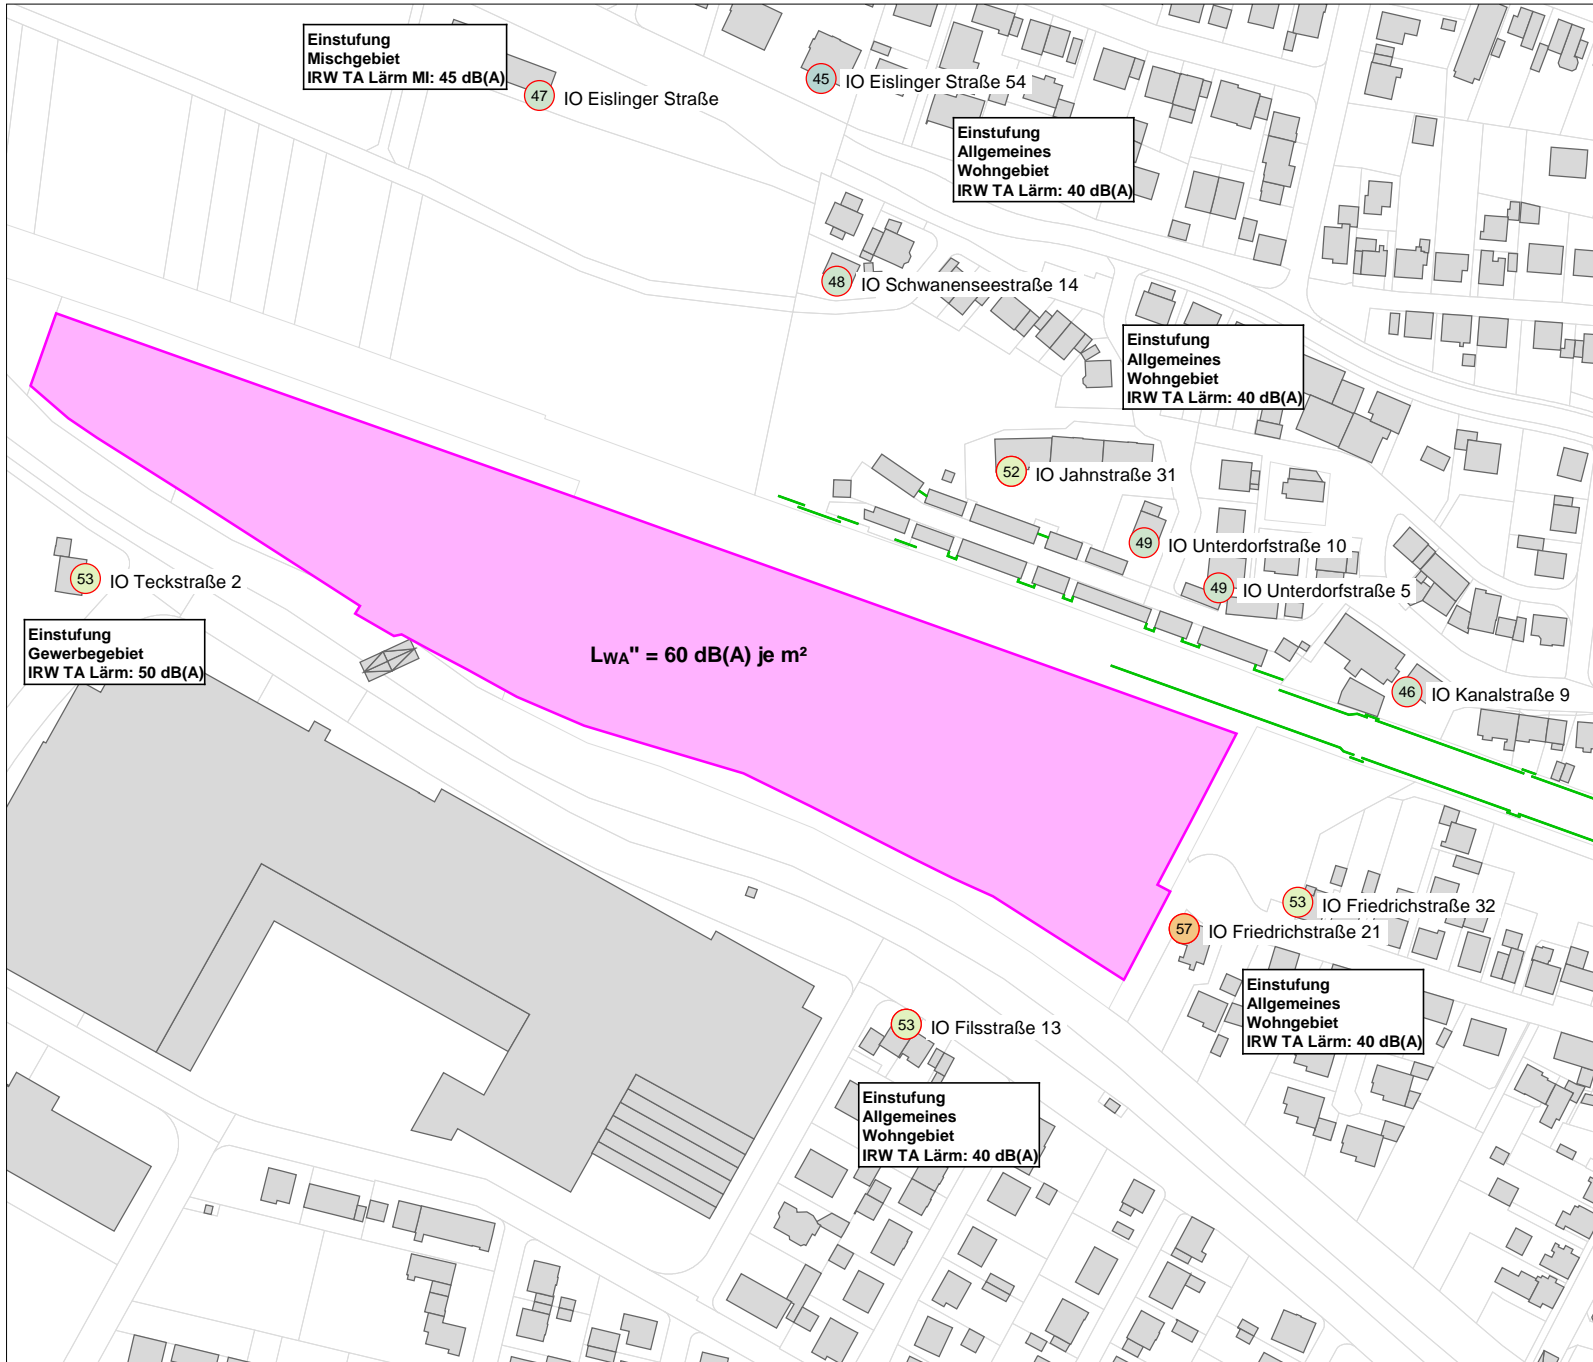 Einstufung
Mischgebiet
IRW TA Lärm MI: 45 dB(A)
47 IO Eislinger Straße
45 IO Eislinger Straße 54
Einstufung
Allgemeines
Wohngebiet
IRW TA Lärm: 40 dB(A)
48 IO Schwanenseestraße 14
Einstufung
Allgemeines
Wohngebiet
IRW TA Lärm: 40 dB(A)
52 IO Jahnstraße 31
49 IO Unterdorfstraße 10
53 IO Teckstraße 2
49 IO Unterdorfstraße 5
Einstufung
Gewerbegebiet
IRW TA Lärm: 50 dB(A)
LWA" = 60 dB(A) je m²
46 IO Kanalstraße 9
53 IO Friedrichstraße 32
57 IO Friedrichstraße 21
Einstufung
Allgemeines
Wohngebiet
IRW TA Lärm: 40 dB(A)
53 IO Filsstraße 13
Einstufung
Allgemeines
Wohngebiet
IRW TA Lärm: 40 dB(A)